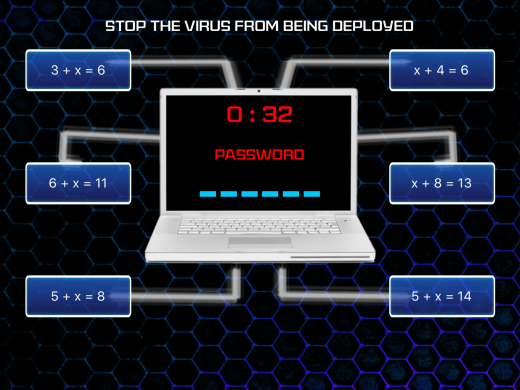 STOP THE VIRUS FROM BEING DEPLOYED
3 + x = 6
x + 4 = 6
0 : 32
PASSWORD
6 + x = 11
x + 8 = 13
5 + x = 8
5 + x = 14